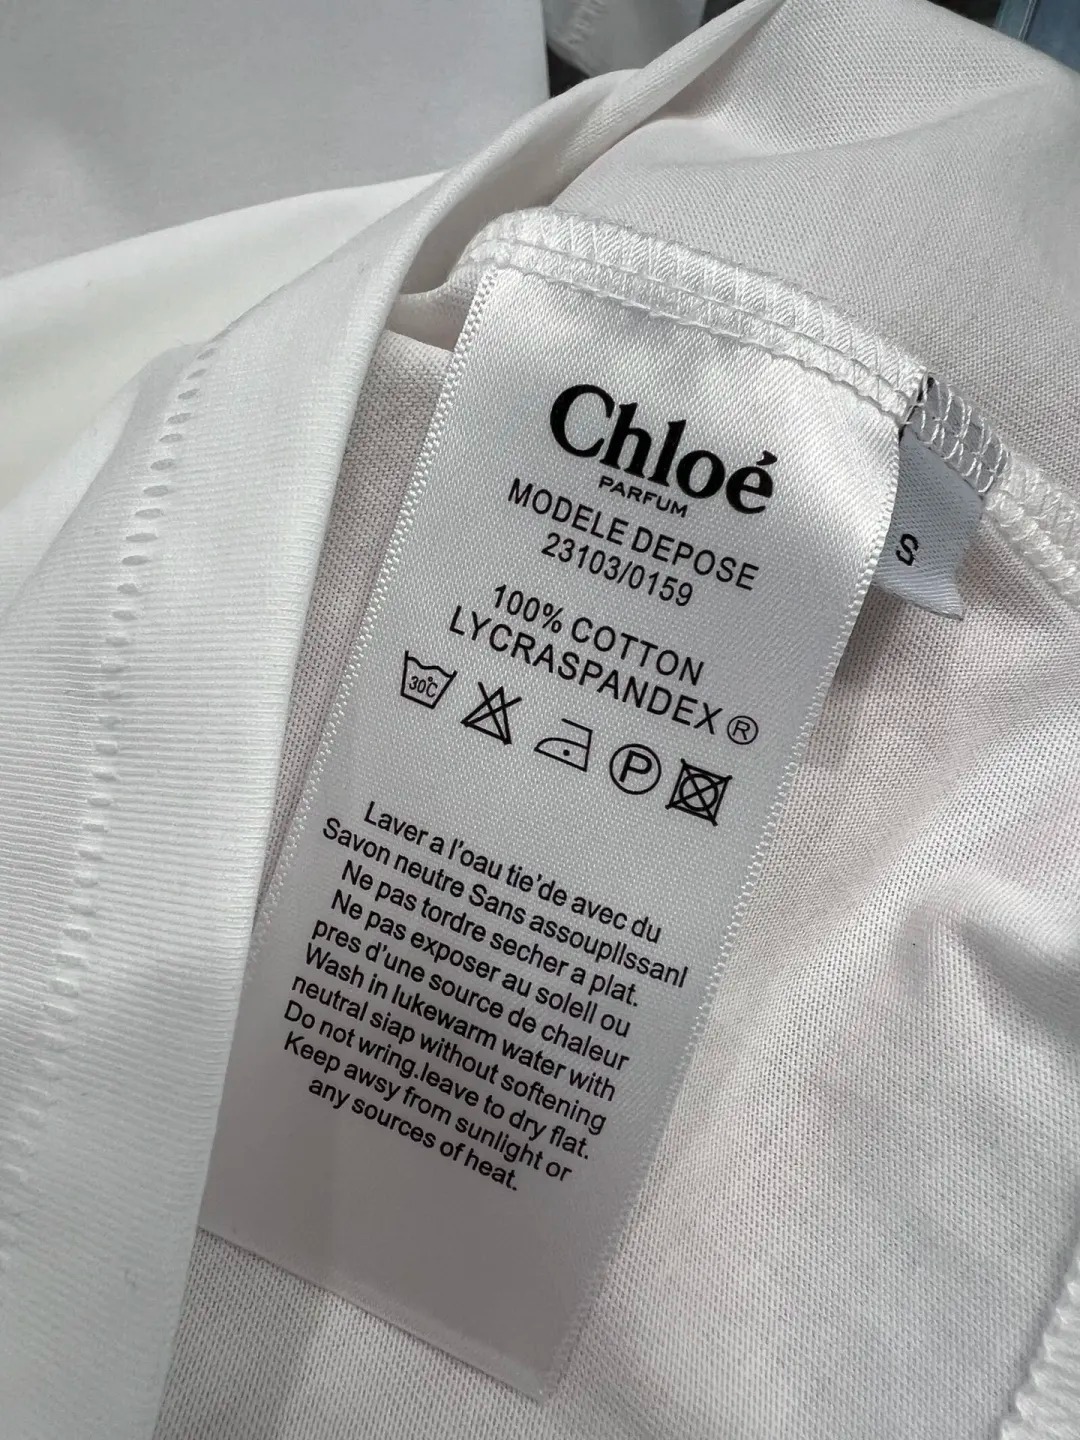 Chloé
PARFUM
MODELE DEPOSE
23103/0159
100% COTTON
LYCRASPANDEX®
30℃
P
Laver a l'oau tie'de avec du
Savon neutre Sans assouplIssanl
Ne pas tordre secher a plat.
Ne pas exposer au solell ou
pres d'une source de chaleur
Wash in lukewarm water with
neutral siap without softening
Do not wring.leave to dry flat.
Keep awsy from sunlight or
any sources of heat.
S